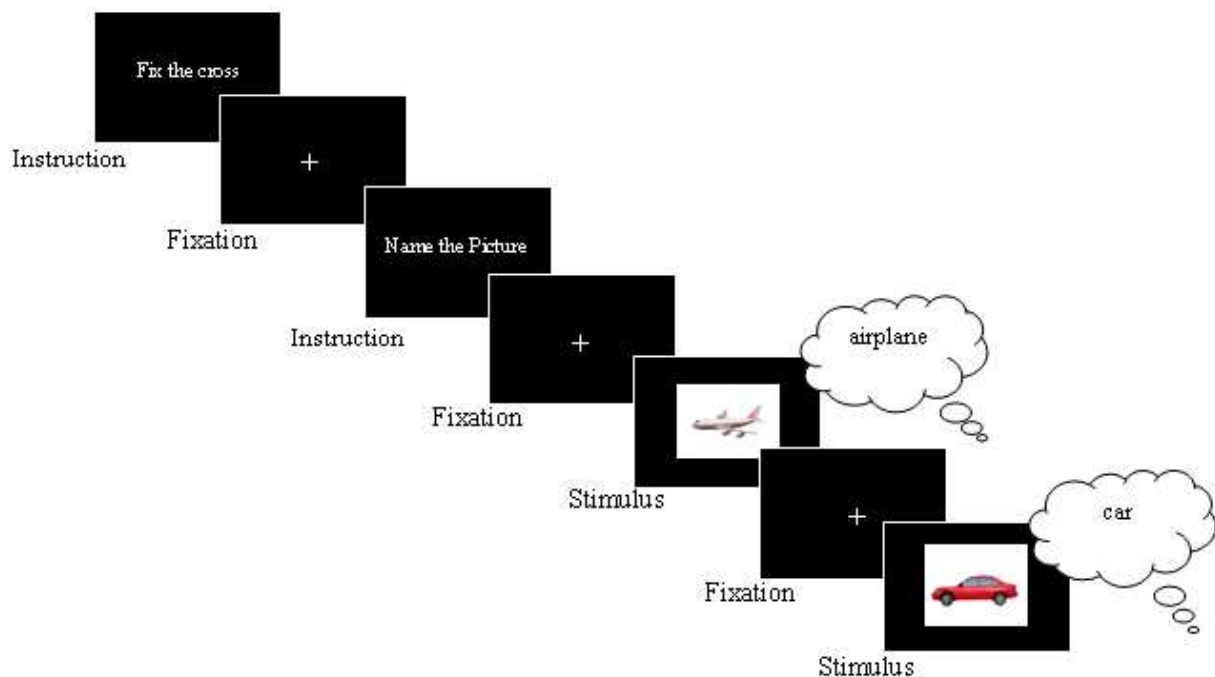 Fix the cross
Instruction
Fixation
Name the Picture
Instruction
airplane
Fixation
Stimulus
car
Fixation
Stimulus